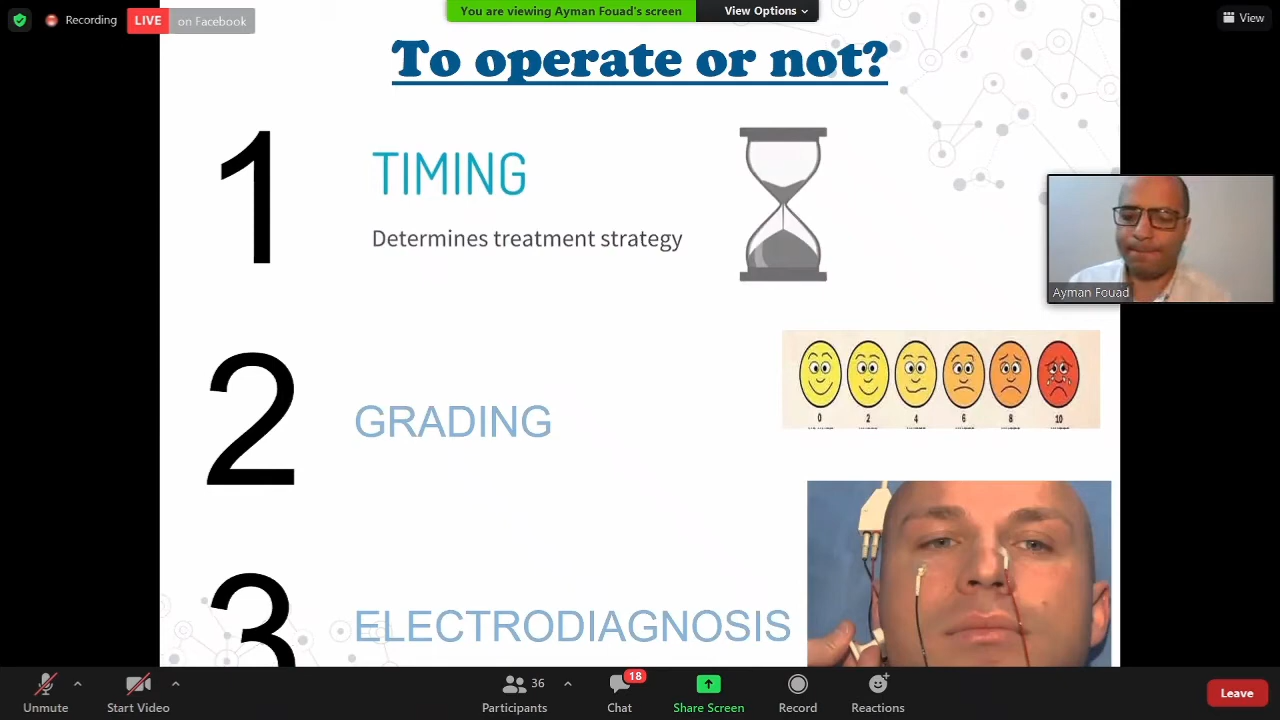 Recording
LIVE
on Facebook
You are viewing Ayman Fouad's screen
View Options
View
To operate or not?
1
TIMING
Determines treatment strategy
Ayman Fouad
2
GRADING
0 2 4 6 8 10
3
ELECTRODIAGNOSIS
Unmute
Start Video
36
Participants
18
Chat
Share Screen
Record
Reactions
Leave